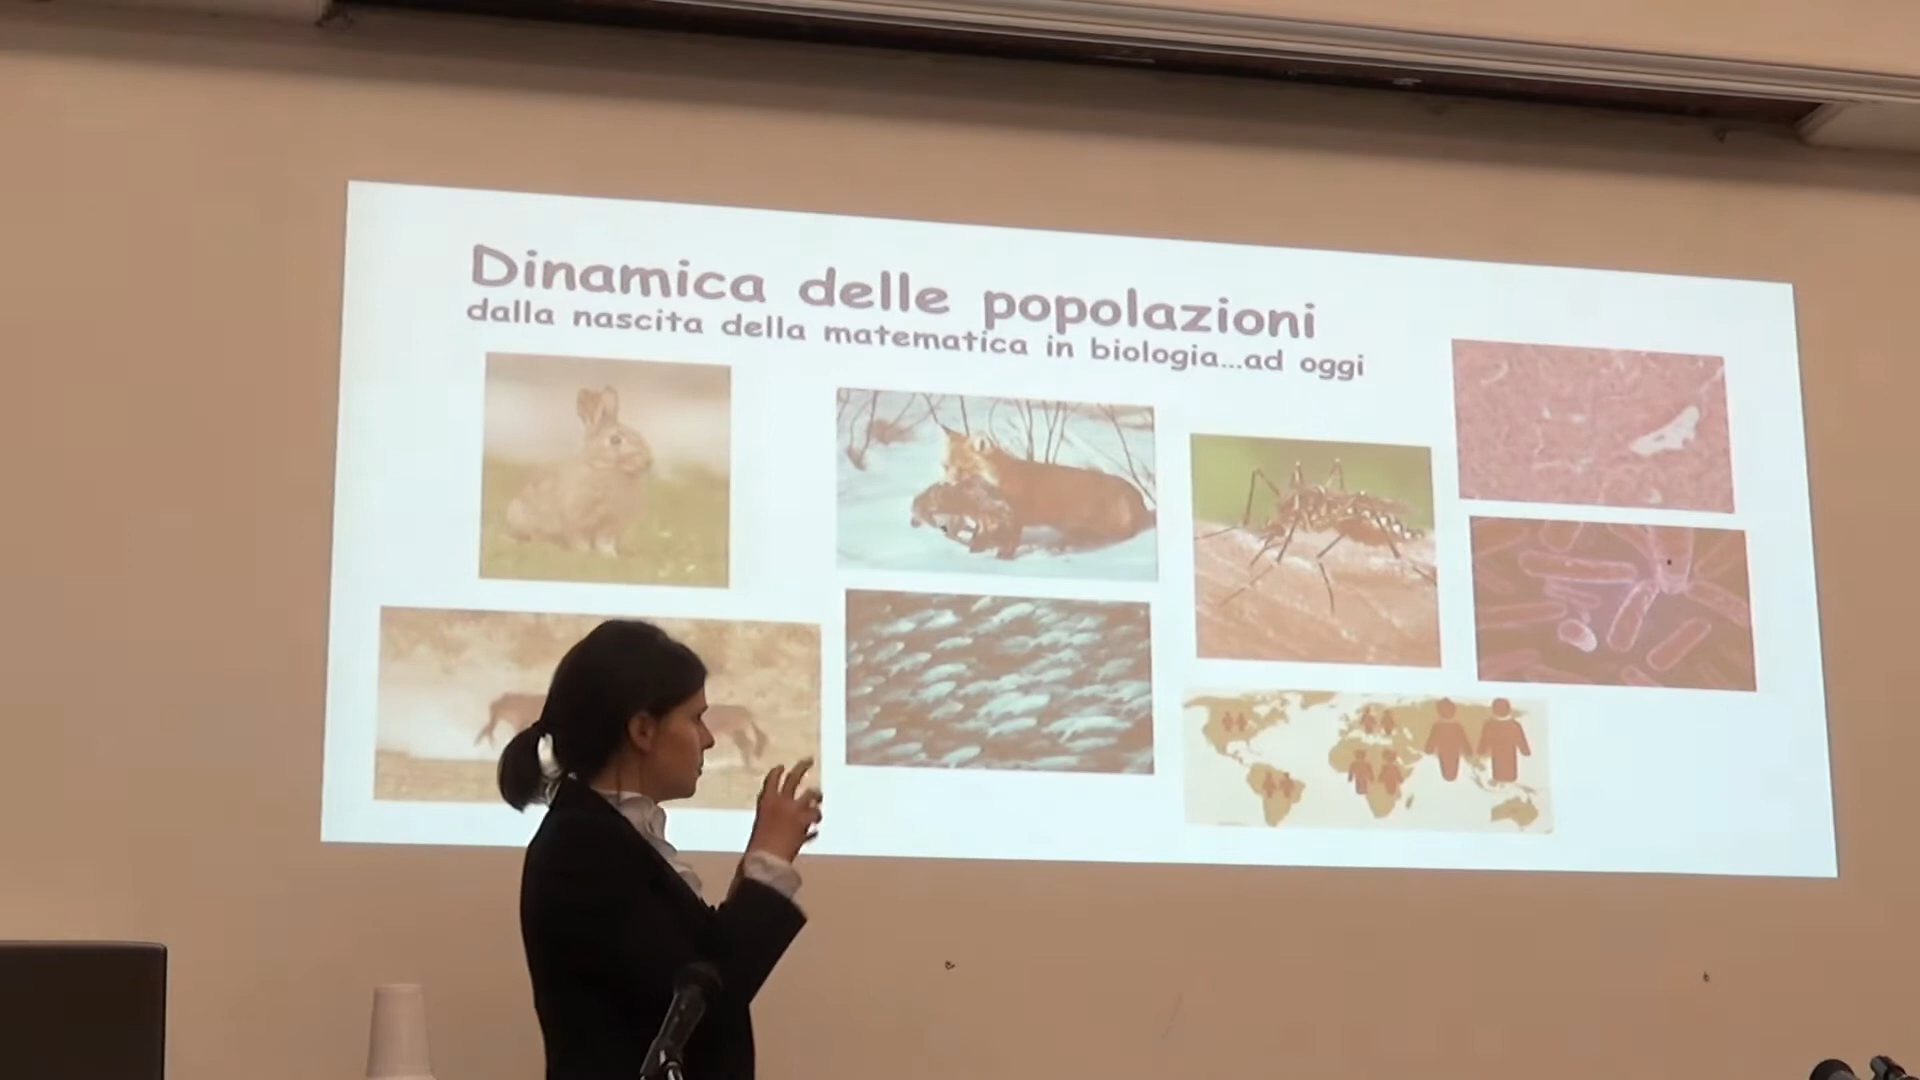 Dinamica delle popolazioni
dalla nascita della matematica in biologia...ad oggi